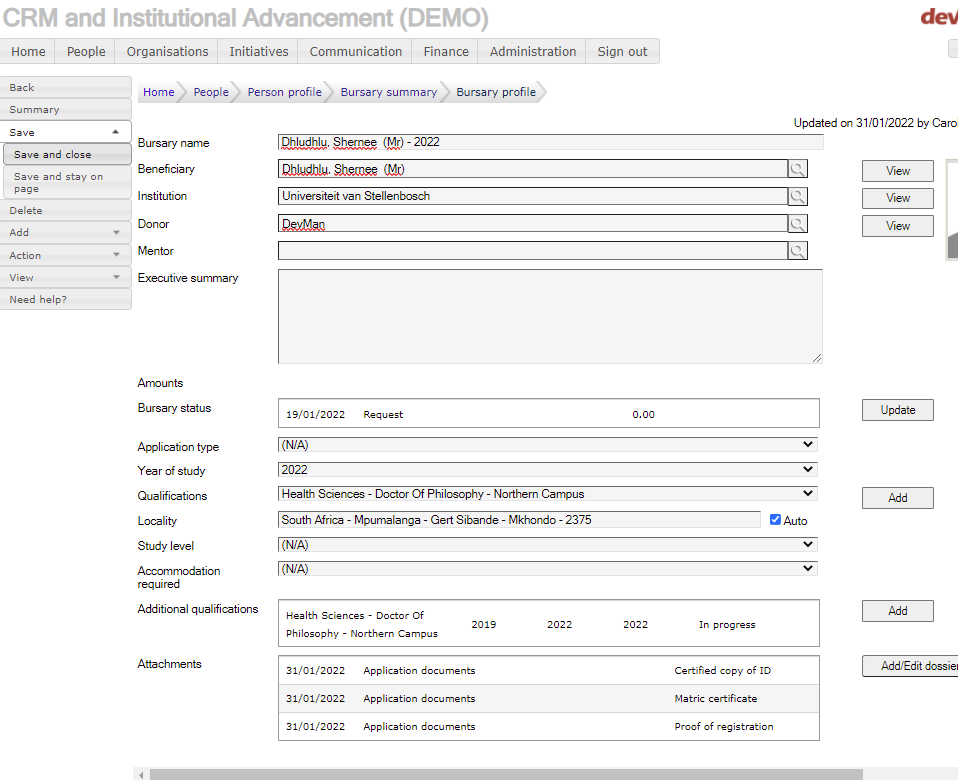 CRM and Institutional Advancement (DEMO)
dev
Home People Organisations Initiatives Communication Finance Administration Sign out
Back
Summary
Save
Save and close
Save and stay on
page
Delete
Add
Action
View
Need help?
Home People Person profile Bursary summary Bursary profile
Updated on 31/01/2022 by Carol
Bursary name Dhludhlu, Shernee (Mr) - 2022
Beneficiary Dhludhlu, Shernee (Mr) View
Institution Universiteit van Stellenbosch View
Donor DevMan View
Mentor
Executive summary
Amounts
Bursary status 19/01/2022 Request 0.00 Update
Application type (N/A)
Year of study 2022
Qualifications Health Sciences - Doctor Of Philosophy - Northern Campus Add
Locality South Africa - Mpumalanga - Gert Sibande - Mkhondo - 2375 Auto
Study level (N/A)
Accommodation
required (N/A)
Additional qualifications Health Sciences - Doctor Of
Philosophy - Northern Campus 2019 2022 2022 In progress Add
Attachments 31/01/2022 Application documents Certified copy of ID Add/Edit dossier
31/01/2022 Application documents Matric certificate
31/01/2022 Application documents Proof of registration